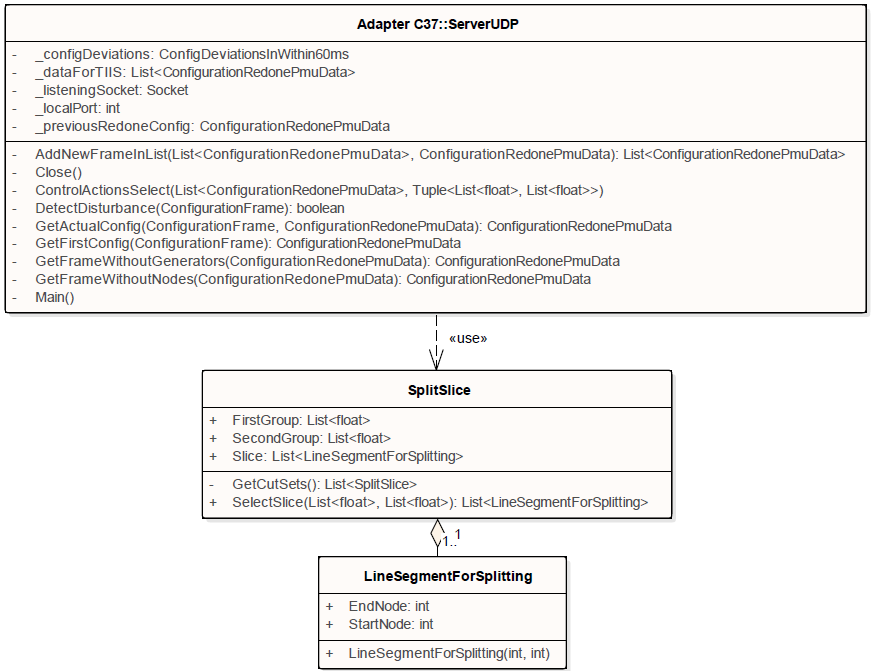 Adapter C37::ServerUDP
- _configDeviations: ConfigDeviationsInWithin60ms
- _dataForTIIS: List<ConfigurationRedonePmuData>
- _listeningSocket: Socket
- _localPort: int
- _previousRedoneConfig: ConfigurationRedonePmuData
- AddNewFrameInList(List<ConfigurationRedonePmuData>, ConfigurationRedonePmuData): List<ConfigurationRedonePmuData>
- Close()
- ControlActionsSelect(List<ConfigurationRedonePmuData>, Tuple<List<float>, List<float>>)
- DetectDisturbance(ConfigurationFrame): boolean
- GetActualConfig(ConfigurationFrame, ConfigurationRedonePmuData): ConfigurationRedonePmuData
- GetFirstConfig(ConfigurationFrame): ConfigurationRedonePmuData
- GetFrameWithoutGenerators(ConfigurationRedonePmuData): ConfigurationRedonePmuData
- GetFrameWithoutNodes(ConfigurationRedonePmuData): ConfigurationRedonePmuData
- Main()
«use»
SplitSlice
+ FirstGroup: List<float>
+ SecondGroup: List<float>
+ Slice: List<LineSegmentForSplitting>
- GetCutSets(): List<SplitSlice>
+ SelectSlice(List<float>, List<float>): List<LineSegmentForSplitting>
1..1
LineSegmentForSplitting
+ EndNode: int
+ StartNode: int
+ LineSegmentForSplitting(int, int)